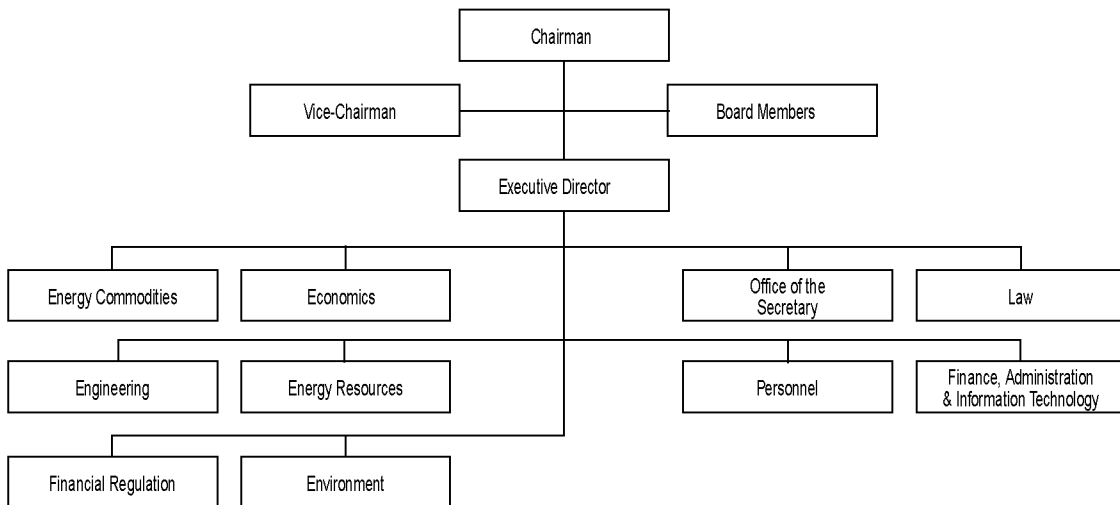 Chairman
Vice-Chairman
Board Members
Executive Director
Energy Commodities
Economics
Office of the
Secretary
Law
Engineering
Energy Resources
Personnel
Finance, Administration
& Information Technology
Financial Regulation
Environment